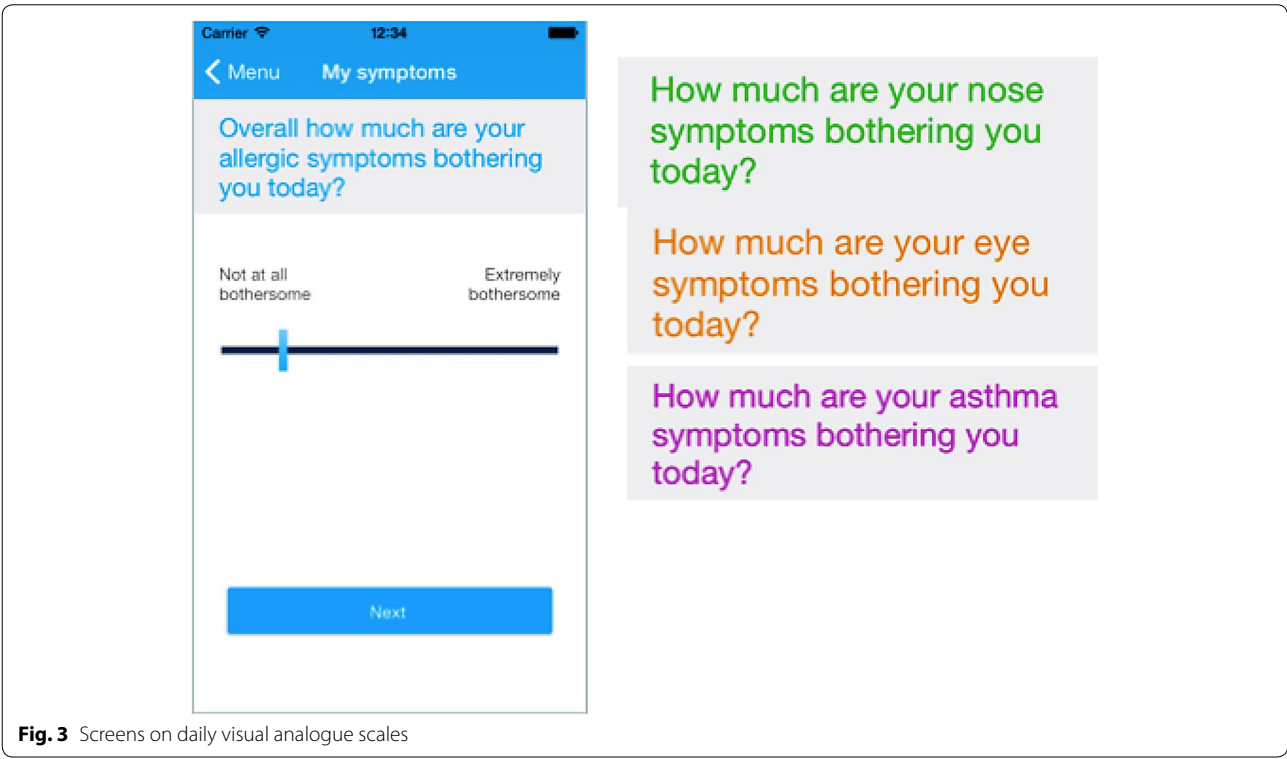 Carrier 12:34
Menu My symptoms
Overall how much are your
allergic symptoms bothering
you today?
Not at all
bothersome
Extremely
bothersome
Next
How much are your nose
symptoms bothering you
today?
How much are your eye
symptoms bothering you
today?
How much are your asthma
symptoms bothering you
today?
Fig. 3 Screens on daily visual analogue scales